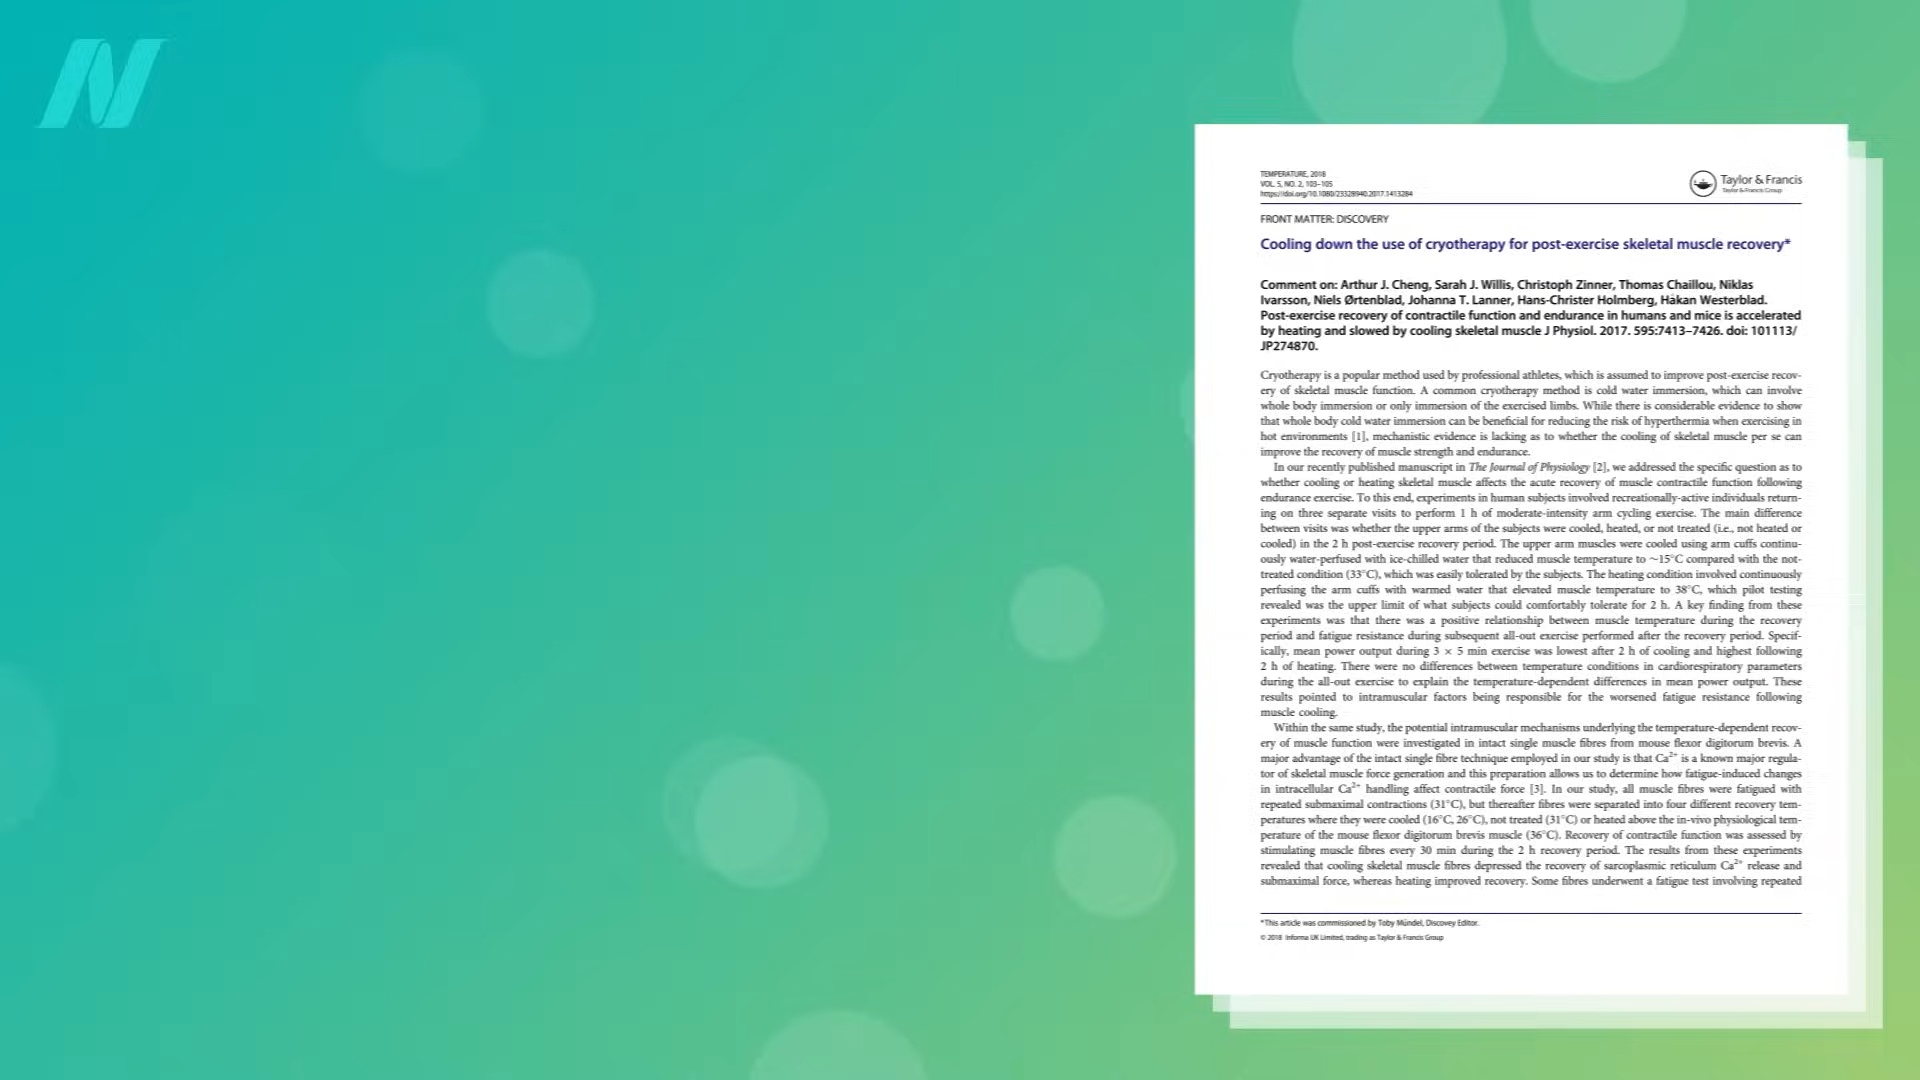 N
TEMPERATURE, 2018
VOL. 5, NO. 2, 103–105
https://doi.org/10.1080/23328940.2017.1413284
Taylor & Francis
Taylor & Francis Group
FRONT MATTER: DISCOVERY
Cooling down the use of cryotherapy for post-exercise skeletal muscle recovery*
Comment on: Arthur J. Cheng, Sarah J. Willis, Christoph Zinner, Thomas Chaillou, Niklas
Ivarsson, Niels Ørtenblad, Johanna T. Lanner, Hans-Christer Holmberg, Håkan Westerblad.
Post-exercise recovery of contractile function and endurance in humans and mice is accelerated
by heating and slowed by cooling skeletal muscle J Physiol. 2017. 595:7413–7426. doi: 101113/
JP274870.
Cryotherapy is a popular method used by professional athletes, which is assumed to improve post-exercise recov-
ery of skeletal muscle function. A common cryotherapy method is cold water immersion, which can involve
whole body immersion or only immersion of the exercised limbs. While there is considerable evidence to show
that whole body cold water immersion can be beneficial for reducing the risk of hyperthermia when exercising in
hot environments [1], mechanistic evidence is lacking as to whether the cooling of skeletal muscle per se can
improve the recovery of muscle strength and endurance.
In our recently published manuscript in The Journal of Physiology [2], we addressed the specific question as to
whether cooling or heating skeletal muscle affects the acute recovery of muscle contractile function following
endurance exercise. To this end, experiments in human subjects involved recreationally-active individuals return-
ing on three separate visits to perform 1 h of moderate-intensity arm cycling exercise. The main difference
between visits was whether the upper arms of the subjects were cooled, heated, or not treated (i.e., not heated or
cooled) in the 2 h post-exercise recovery period. The upper arm muscles were cooled using arm cuffs continu-
ously water-perfused with ice-chilled water that reduced muscle temperature to ~15°C compared with the not-
treated condition (33°C), which was easily tolerated by the subjects. The heating condition involved continuously
perfusing the arm cuffs with warmed water that elevated muscle temperature to 38°C, which pilot testing
revealed was the upper limit of what subjects could comfortably tolerate for 2 h. A key finding from these
experiments was that there was a positive relationship between muscle temperature during the recovery
period and fatigue resistance during subsequent all-out exercise performed after the recovery period. Specif-
ically, mean power output during 3 × 5 min exercise was lowest after 2 h of cooling and highest following
2 h of heating. There were no differences between temperature conditions in cardiorespiratory parameters
during the all-out exercise to explain the temperature-dependent differences in mean power output. These
results pointed to intramuscular factors being responsible for the worsened fatigue resistance following
muscle cooling.
Within the same study, the potential intramuscular mechanisms underlying the temperature-dependent recov-
ery of muscle function were investigated in intact single muscle fibres from mouse flexor digitorum brevis. A
major advantage of the intact single fibre technique employed in our study is that Ca²⁺ is a known major regula-
tor of skeletal muscle force generation and this preparation allows us to determine how fatigue-induced changes
in intracellular Ca²⁺ handling affect contractile force [3]. In our study, all muscle fibres were fatigued with
repeated submaximal contractions (31°C), but thereafter fibres were separated into four different recovery tem-
peratures where they were cooled (16°C, 26°C), not treated (31°C) or heated above the in-vivo physiological tem-
perature of the mouse flexor digitorum brevis muscle (36°C). Recovery of contractile function was assessed by
stimulating muscle fibres every 30 min during the 2 h recovery period. The results from these experiments
revealed that cooling skeletal muscle fibres depressed the recovery of sarcoplasmic reticulum Ca²⁺ release and
submaximal force, whereas heating improved recovery. Some fibres underwent a fatigue test involving repeated
*This article was commissioned by Toby Mündel, Discovey Editor.
© 2018 Informa UK Limited, trading as Taylor & Francis Group